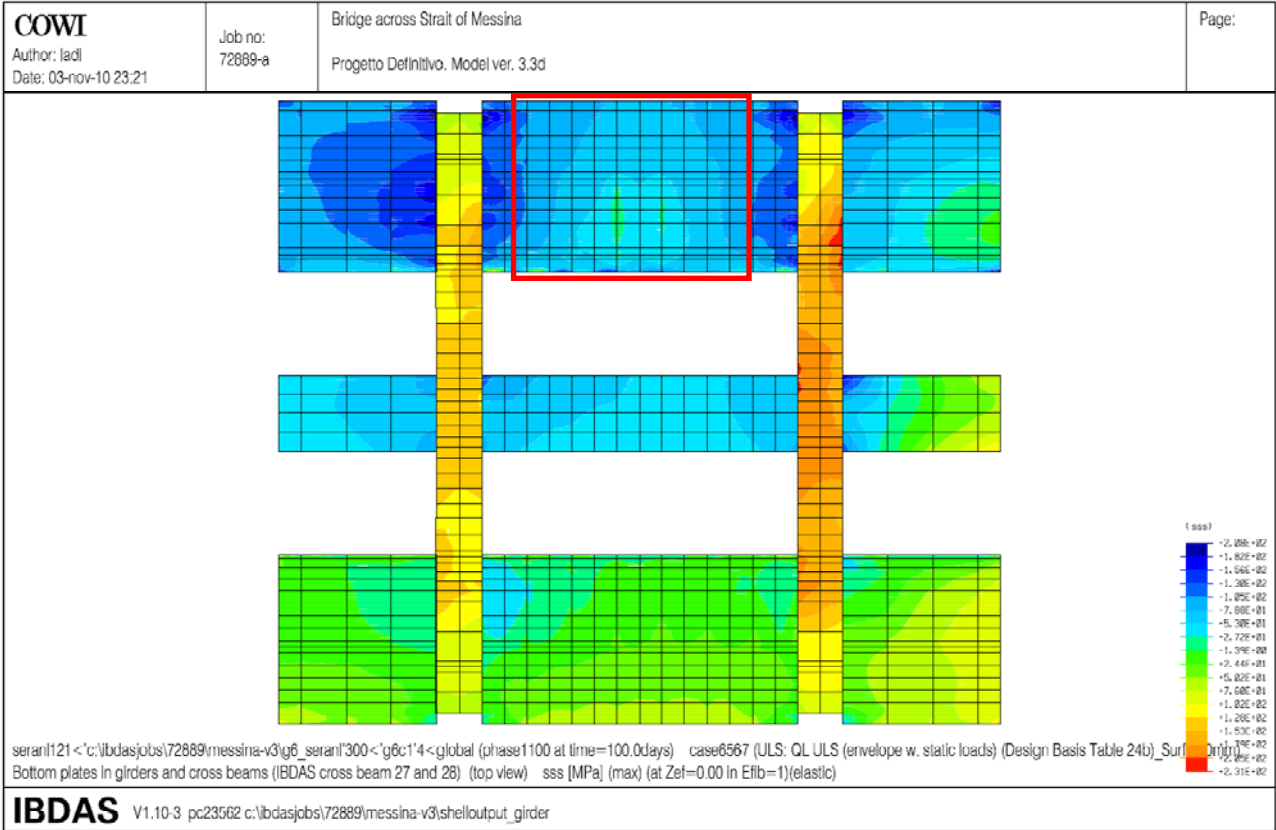 COWI
Author: ladi
Date: 03-nov-10 23:21
Job no:
72889-a
Bridge across Strait of Messina
Progetto Definitivo. Model ver. 3.3d
Page:
( sss)
-2.08E+02
-1.82E+02
-1.56E+02
-1.30E+02
-1.05E+02
-7.88E+01
-5.30E+01
-2.72E+01
-1.39E+00
+2.44E+01
+5.02E+01
+7.60E+01
+1.02E+02
+1.28E+02
+1.53E+02
+2.31E+02
seranl121<'c:\ibdasjobs\72889\messina-v3\g6_seranl'300<'g6c1'4<global (phase1100 at time=100.0days) case6567 (ULS: QL ULS (envelope w. static loads) (Design Basis Table 24b)
Bottom plates in girders and cross beams (IBDAS cross beam 27 and 28) (top view) sss [MPa] (max) (at Zef=0.00 in Efib=1)(elastic)
IBDAS V1.10-3 pc23562 c:\ibdasjobs\72889\messina-v3\shelloutput_girder